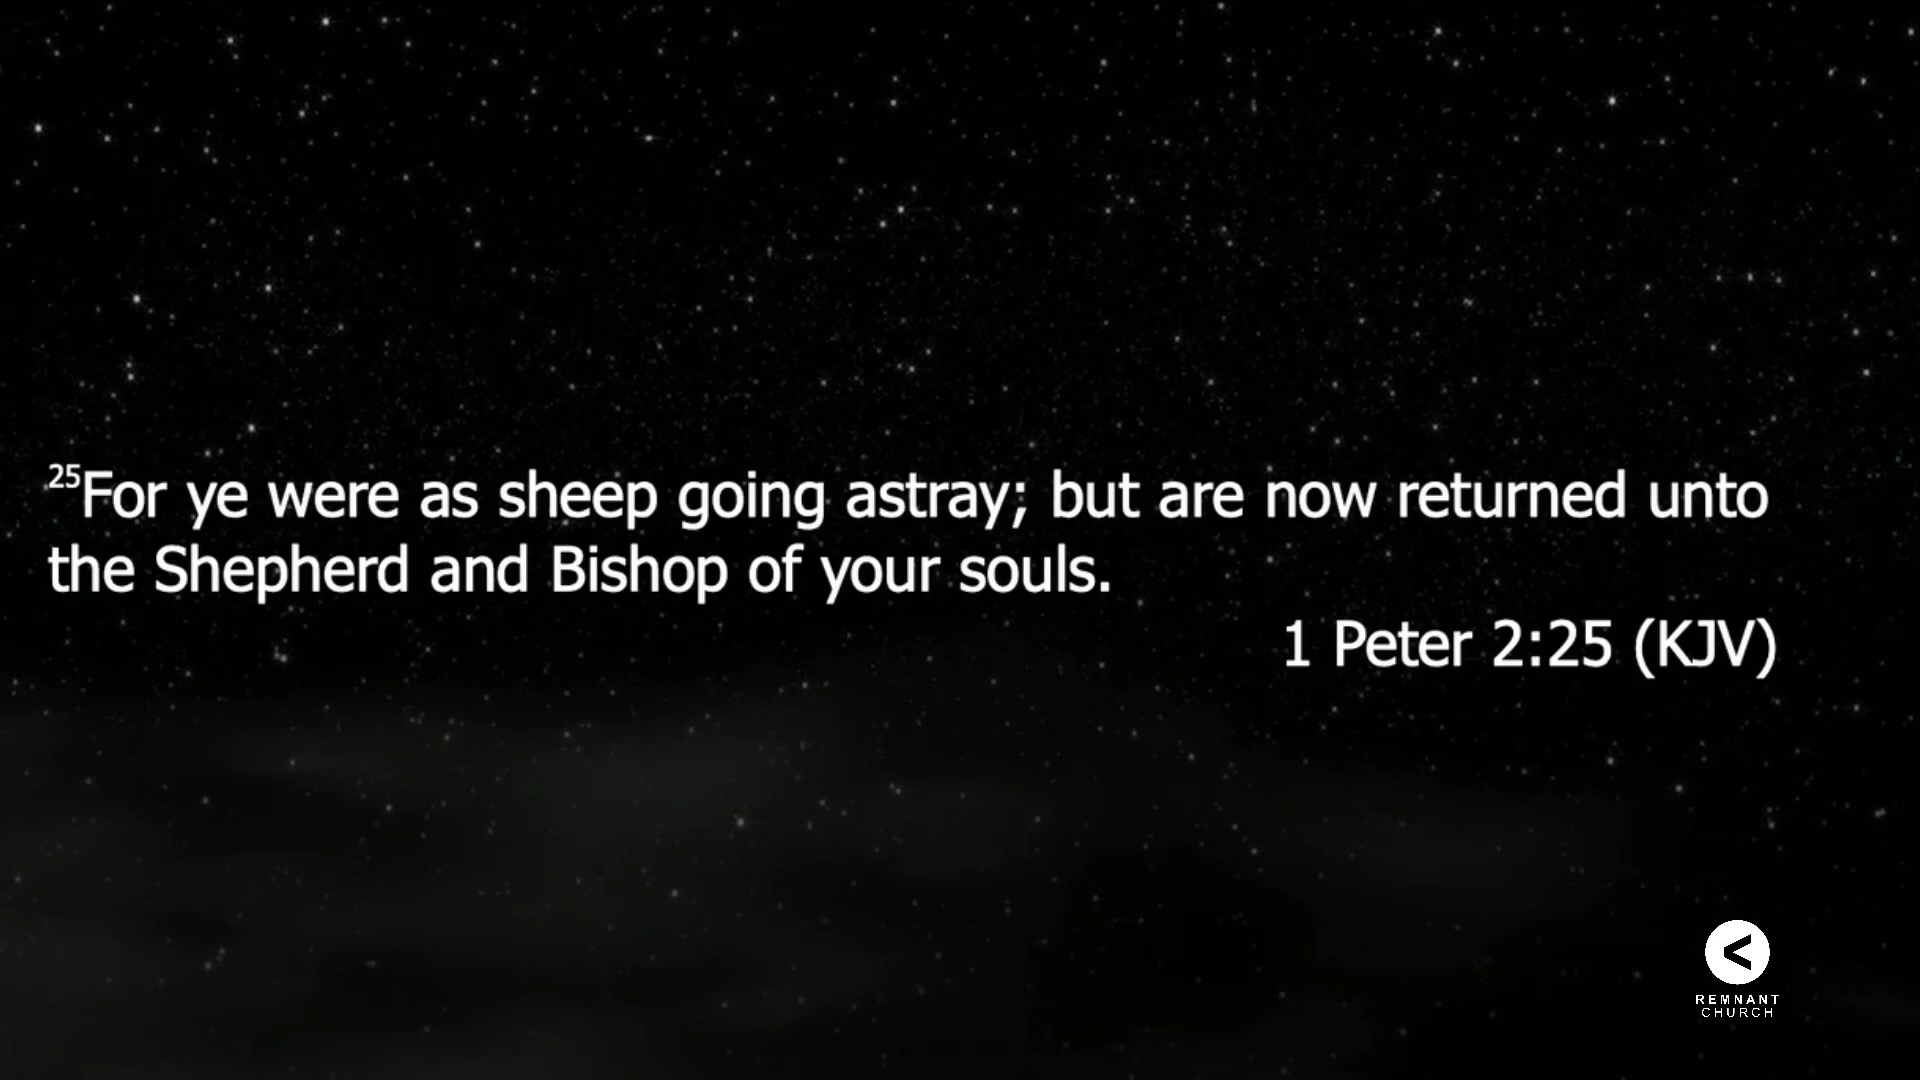 25For ye were as sheep going astray; but are now returned unto
the Shepherd and Bishop of your souls.
1 Peter 2:25 (KJV)
REMNANT
CHURCH